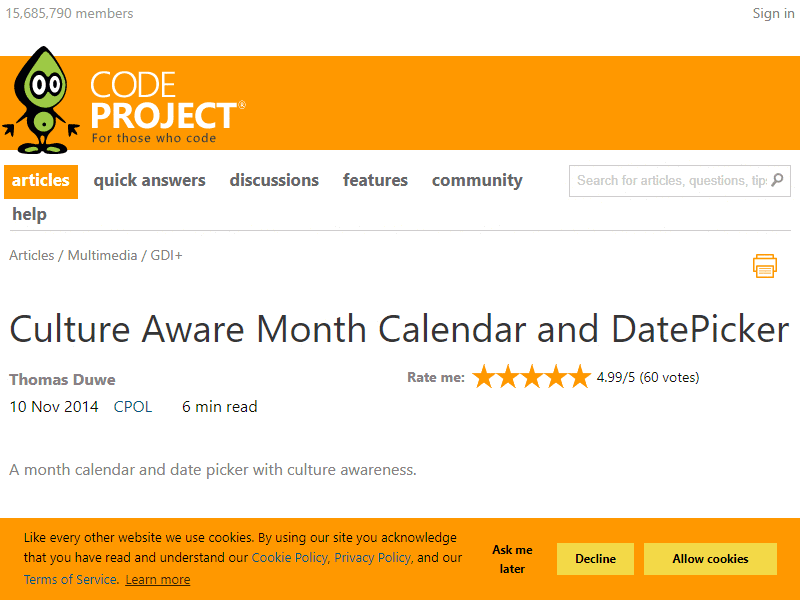 15,685,790 members
Sign in
CODE
PROJECT®
For those who code
articles quick answers discussions features community
Search for articles, questions, tips
help
Articles / Multimedia / GDI+
Culture Aware Month Calendar and DatePicker
Thomas Duwe
Rate me: 4.99/5 (60 votes)
10 Nov 2014 CPOL 6 min read
A month calendar and date picker with culture awareness.
Like every other website we use cookies. By using our site you acknowledge
that you have read and understand our Cookie Policy, Privacy Policy, and our
Terms of Service. Learn more
Ask me
later
Decline
Allow cookies